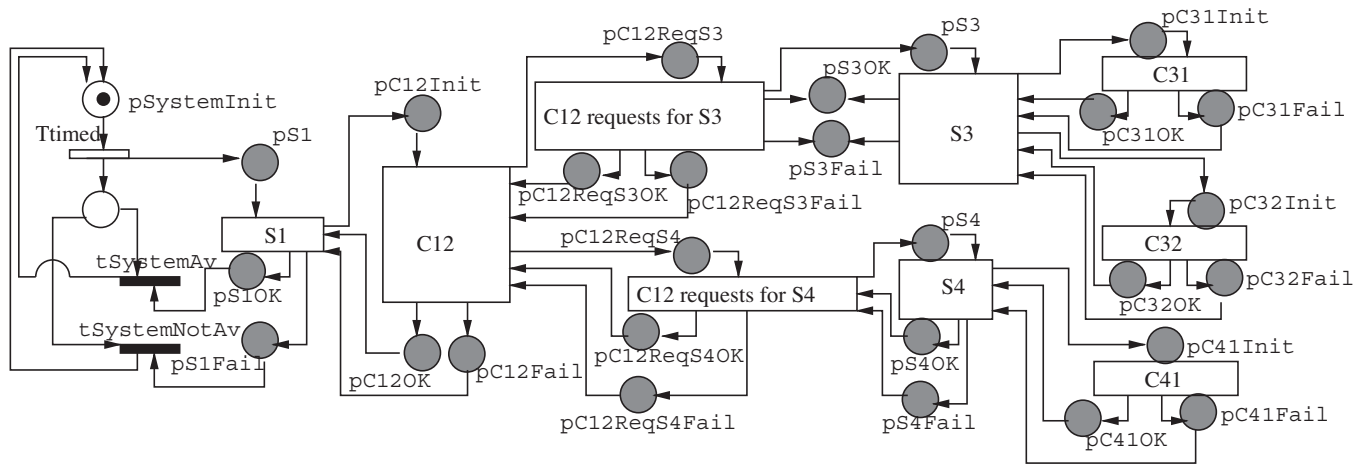 pSystemInit
Ttimed
pS1
S1
tSystemAv
pS1OK
tSystemNotAv
pS1Fail
pC12Init
C12
pC12OK
pC12Fail
pC12ReqS3
C12 requests for S3
pC12ReqS3OK
pC12ReqS3Fail
pC12ReqS4
C12 requests for S4
pC12ReqS4OK
pC12ReqS4Fail
pS3
pS3OK
pS3Fail
S3
pS4
S4
pS4OK
pS4Fail
pC31Init
C31
pC31OK
pC31Fail
pC32Init
C32
pC32OK
pC32Fail
pC41Init
C41
pC41OK
pC41Fail